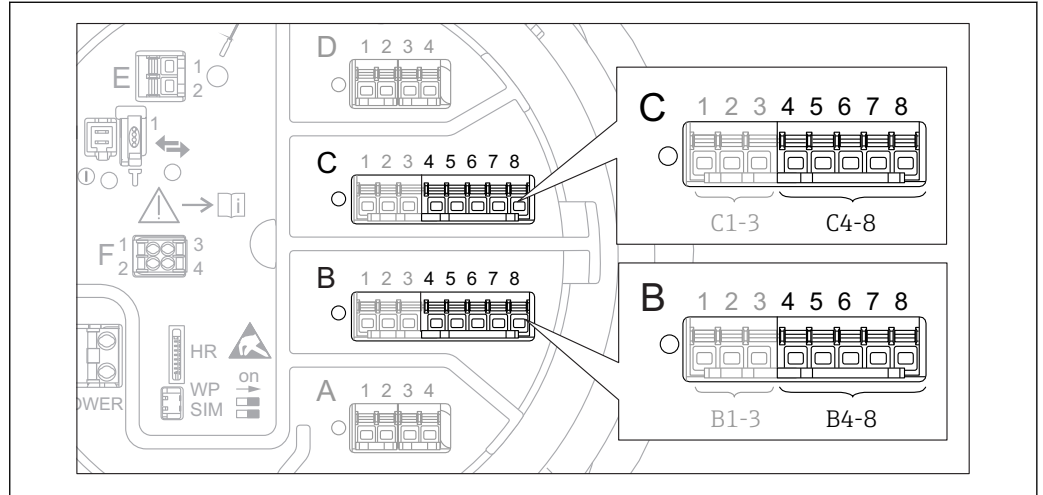 D 1 2 3 4
E 1
2
1
C 1 2 3 4 5 6 7 8
C 1 2 3 4 5 6 7 8
C1-3 C4-8
i
F 1 3
2 4
B 1 2 3 4 5 6 7 8
B 1 2 3 4 5 6 7 8
B1-3 B4-8
HR
on
WP
SIM
OWER
A 1 2 3 4